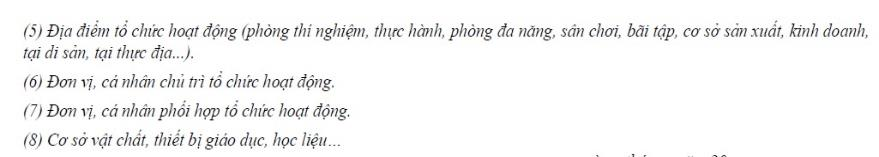 (5) Địa điểm tổ chức hoạt động (phòng thí nghiệm, thực hành, phòng đa năng, sân chơi, bãi tập, cơ sở sản xuất, kinh doanh,
tại di sản, tại thực địa...).
(6) Đơn vị, cá nhân chủ trì tổ chức hoạt động.
(7) Đơn vị, cá nhân phối hợp tổ chức hoạt động.
(8) Cơ sở vật chất, thiết bị giáo dục, học liệu...